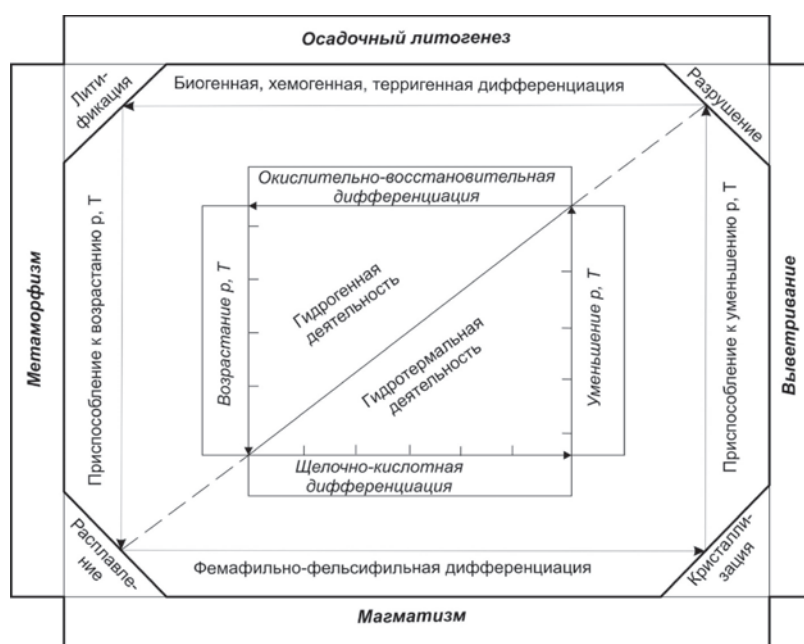 Осадочный литогенез
Лити-
фикация
Биогенная, хемогенная, терригенная дифференциация
Разрушение
Окислительно-восстановительная
дифференциация
Метаморфизм
Приспособление к возрастанию p, T
Возрастание p, T
Гидрогенная
деятельность
Гидротермальная
деятельность
Уменьшение p, T
Приспособление к уменьшению p, T
Выветривание
Щелочно-кислотная
дифференциация
Расплавле-
ние
Фемафильно-фельсифильная дифференциация
Кристалли-
зация
Магматизм